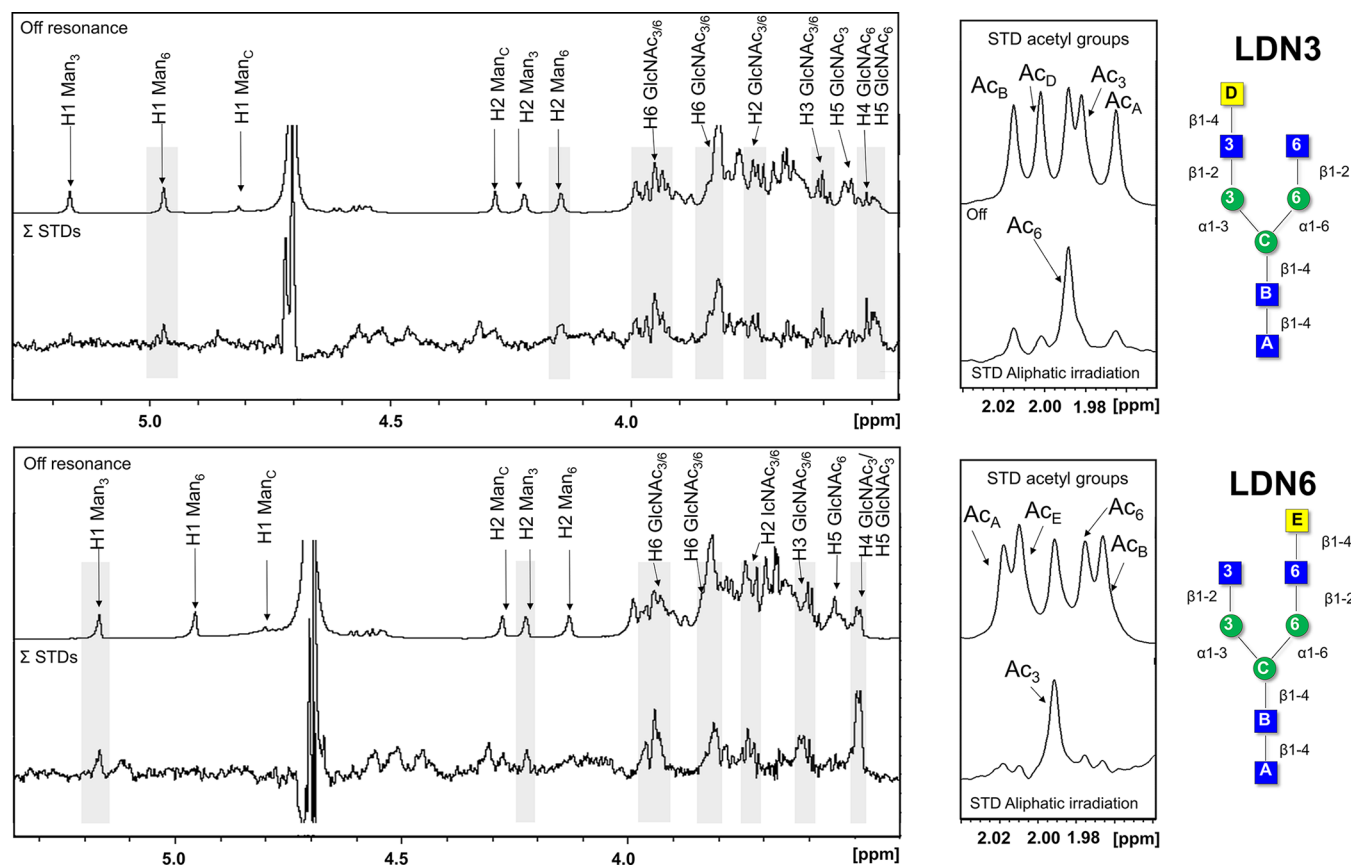 Off resonance
H1 Man3
H1 Man6
H1 ManC
H2 ManC
H2 Man3
H2 Man6
H6 GlcNAc3/6
H6 GlcNAc3/6
H2 GlcNAc3/6
H3 GlcNAc3/6
H5 GlcNAc3
H4 GlcNAc6
H5 GlcNAc6
Σ STDs
5.0 4.5 4.0 [ppm]
STD acetyl groups
AcB
AcD
Ac3
AcA
Off
Ac6
STD Aliphatic irradiation
2.02 2.00 1.98 [ppm]
LDN3
D
β1-4
3 6
β1-2 β1-2
3 6
α1-3 α1-6
C
β1-4
B
β1-4
A
Off resonance
H1 Man3
H1 Man6
H1 ManC
H2 ManC
H2 Man3
H2 Man6
H6 GlcNAc3/6
H6 GlcNAc3/6
H2 lcNAc3/6
H3 GlcNAc3/6
H5 GlcNAc6
H4 GlcNAc3/
H5 GlcNAc3
Σ STDs
5.0 4.5 4.0 [ppm]
STD acetyl groups
AcA
AcE
Ac6
AcB
Ac3
STD Aliphatic irradiation
2.02 2.00 1.98 [ppm]
LDN6
E
β1-4
3 6
β1-2 β1-2
3 6
α1-3 α1-6
C
β1-4
B
β1-4
A